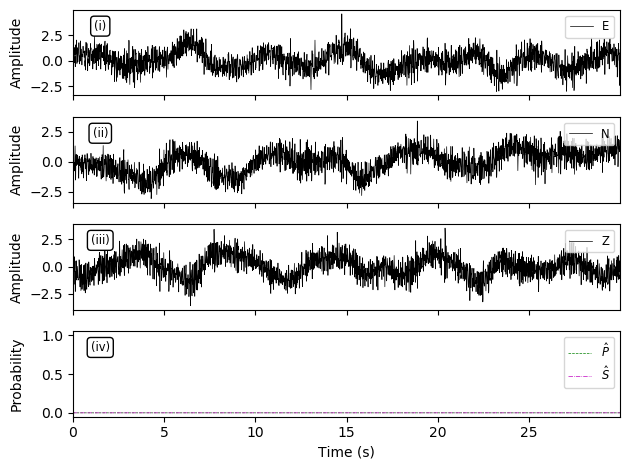 (i)
E
Amplitude
2.5
0.0
−2.5
(ii)
N
Amplitude
2.5
0.0
−2.5
(iii)
Z
Amplitude
2.5
0.0
−2.5
(iv)
P̂
Ŝ
Probability
1.0
0.5
0.0
0 5 10 15 20 25
Time (s)